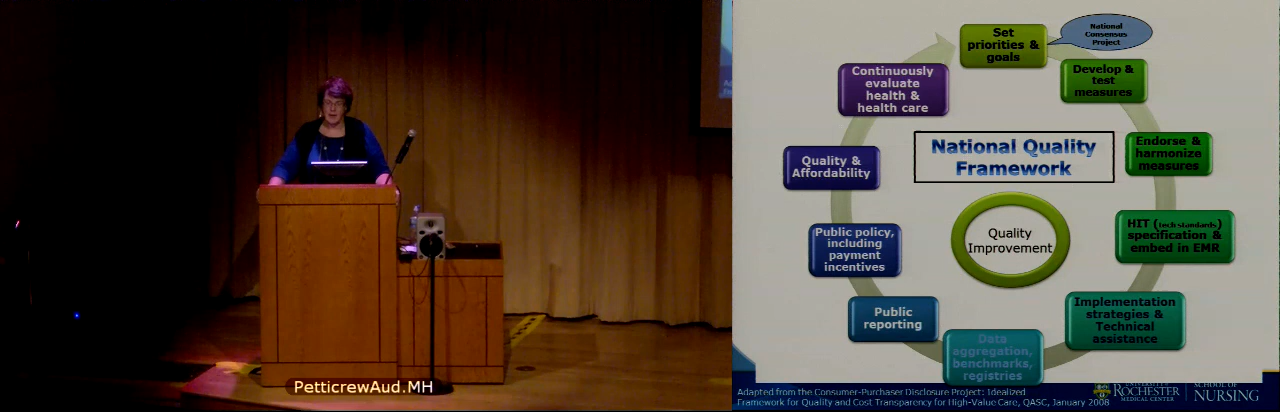 PetticrewAud.MH
Set
priorities &
goals
National
Consensus
Project
Develop &
test
measures
Endorse &
harmonize
measures
HIT (tech standards)
specification &
embed in EMR
Implementation
strategies &
Technical
assistance
Data
aggregation,
benchmarks,
registries
Public
reporting
Public policy,
including
payment
incentives
Quality &
Affordability
Continuously
evaluate
health &
health care
National Quality
Framework
Quality
Improvement
Adapted from the Consumer-Purchaser Disclosure Project: Idealized
Framework for Quality and Cost Transparency for High-Value Care, QASC, January 2008
UNIVERSITY of
ROCHESTER
MEDICAL CENTER
SCHOOL OF
NURSING